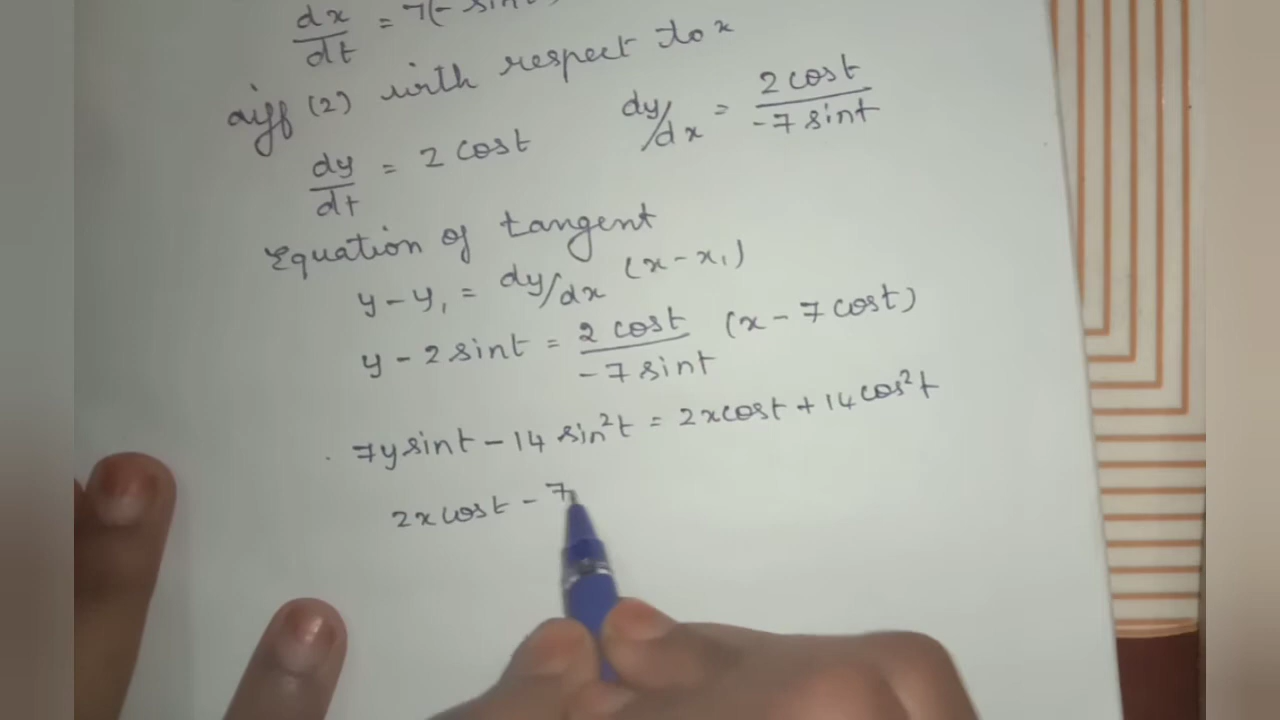 dx/dt = 7(- sint
diff (2) with respect to x
dy/dt = 2 cost dy/dx = 2 cost/-7 sint
Equation of tangent
y - y₁ = dy/dx (x - x₁)
y - 2 sint = 2 cost/-7 sint (x - 7 cost)
7y sint - 14 sin²t = 2x cost + 14 cos²t
2x cost - 7